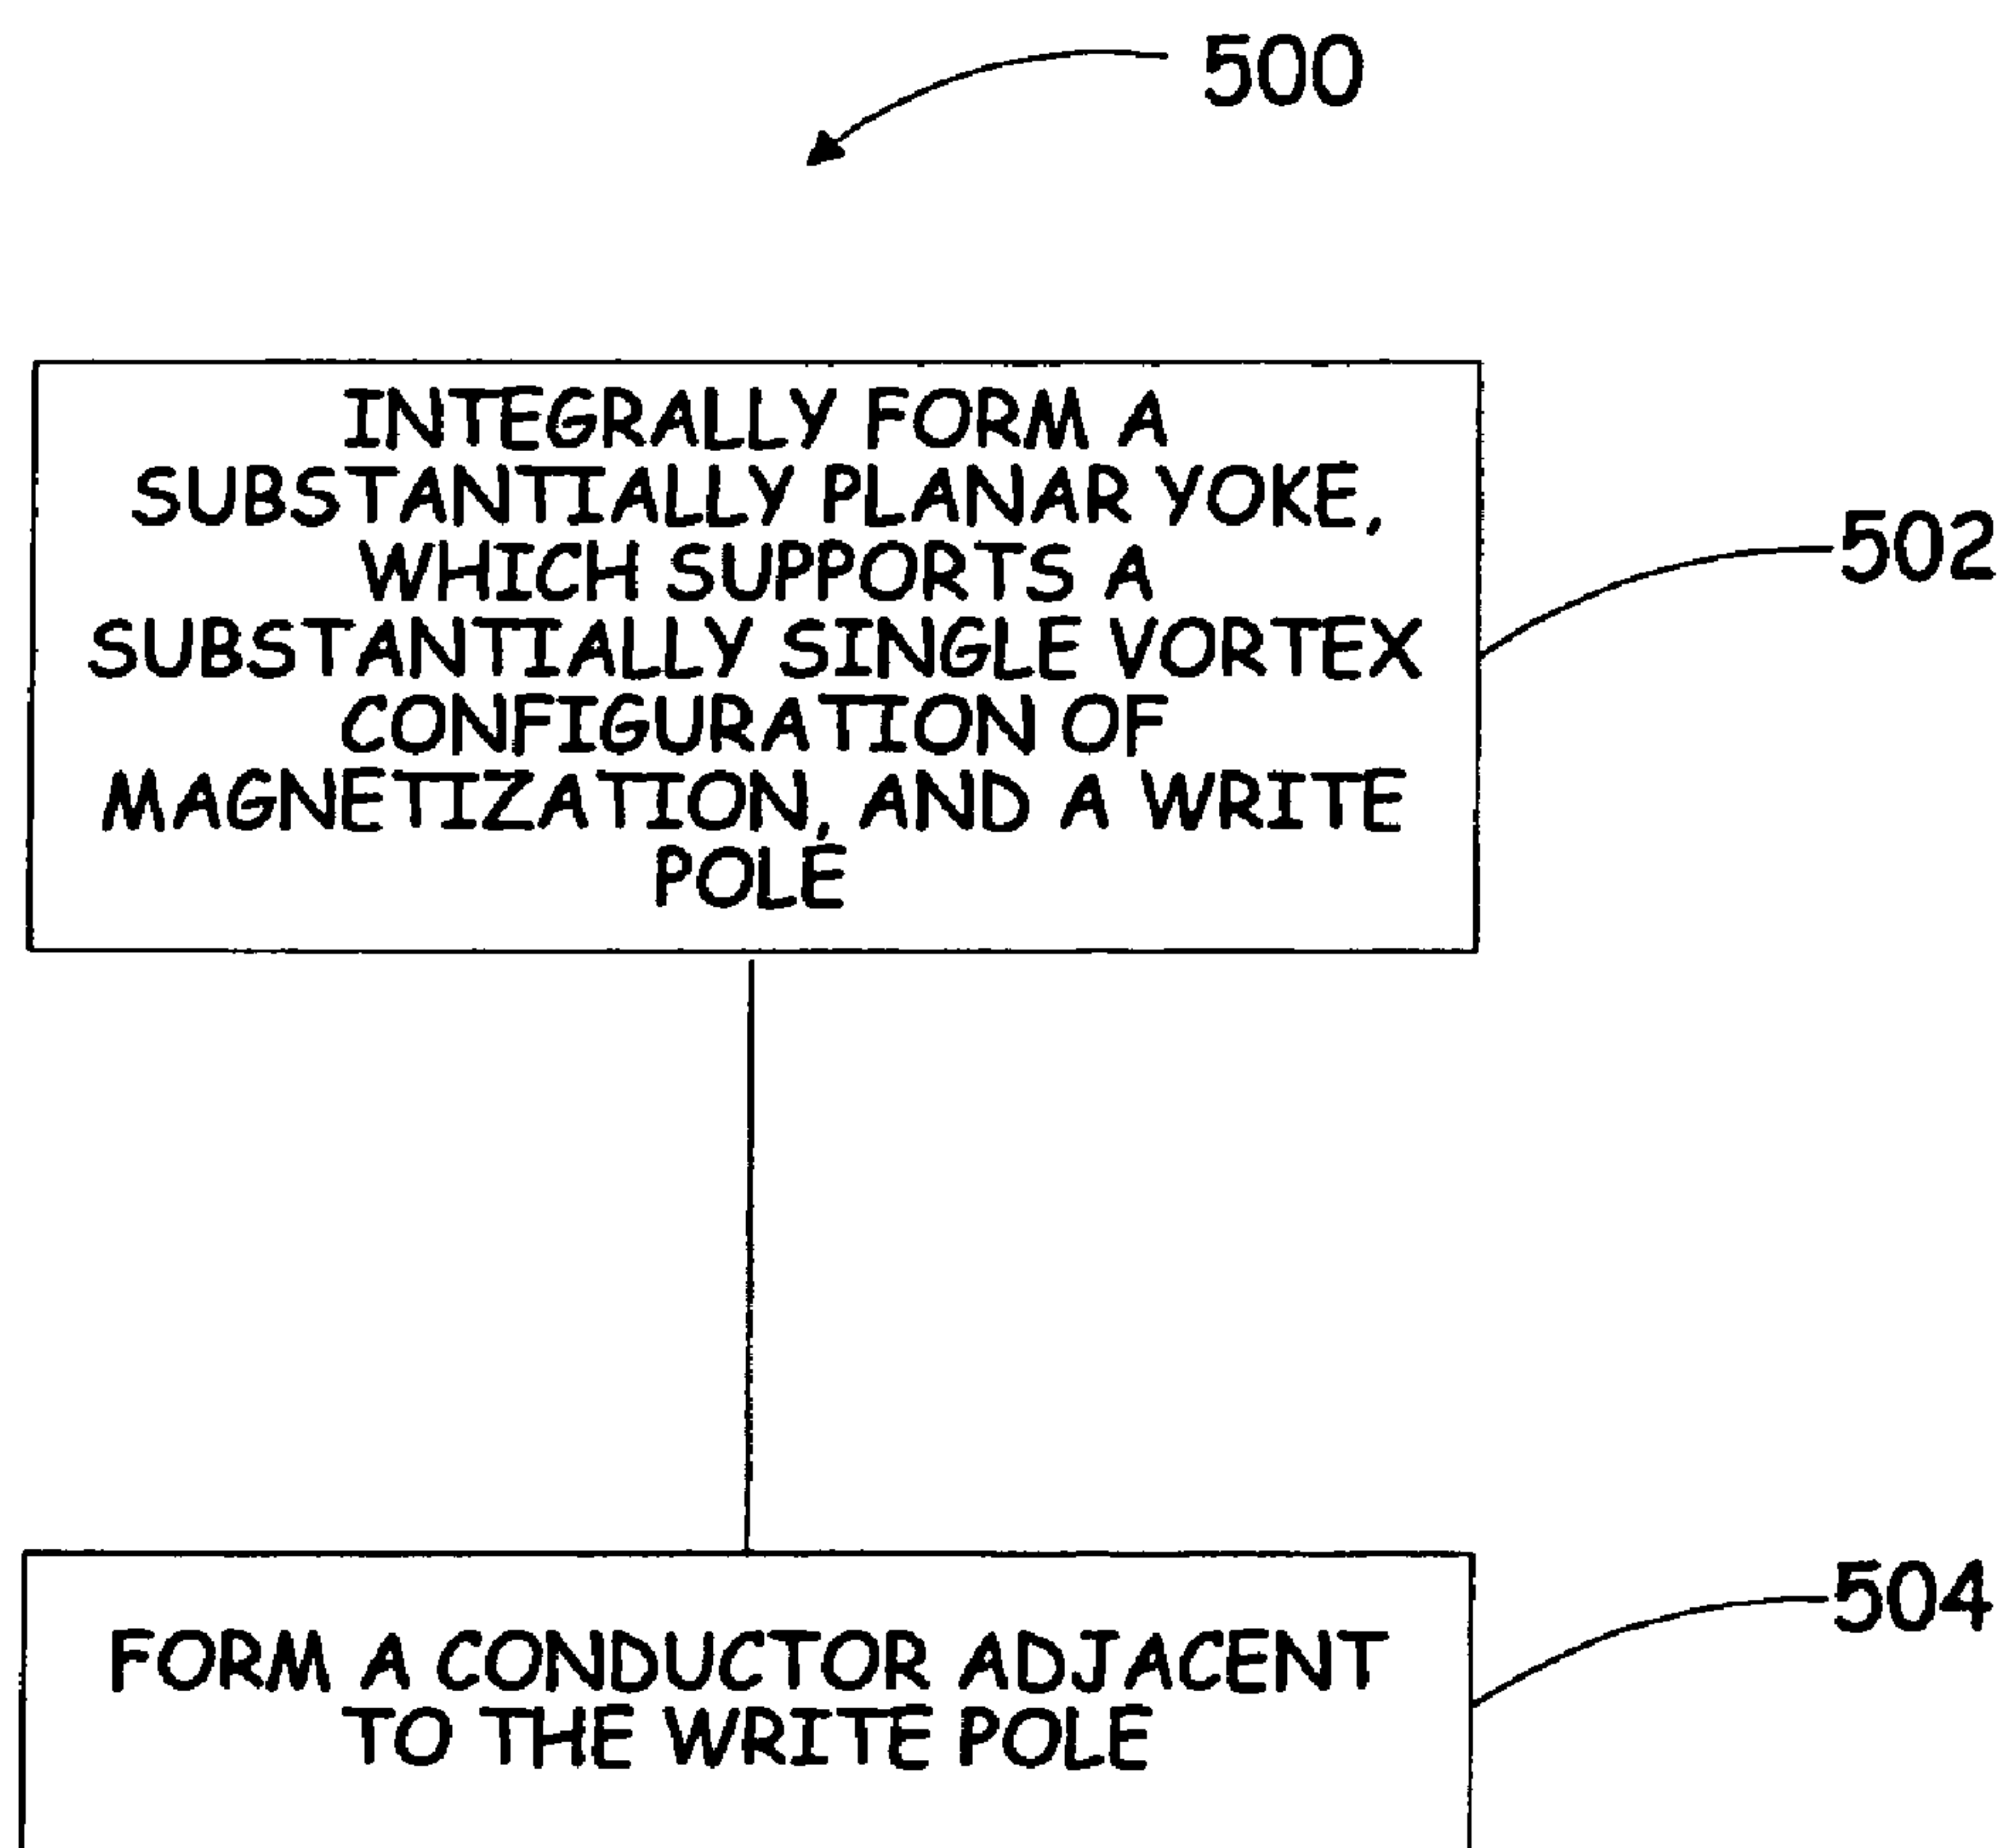 500
INTEGRALLY FORM A
SUBSTANTIALLY PLANAR YOKE,
WHICH SUPPORTS A
SUBSTANTIALLY SINGLE VORTEX
CONFIGURATION OF
MAGNETIZATION, AND A WRITE
POLE
502
504
FORM A CONDUCTOR ADJACENT
TO THE WRITE POLE